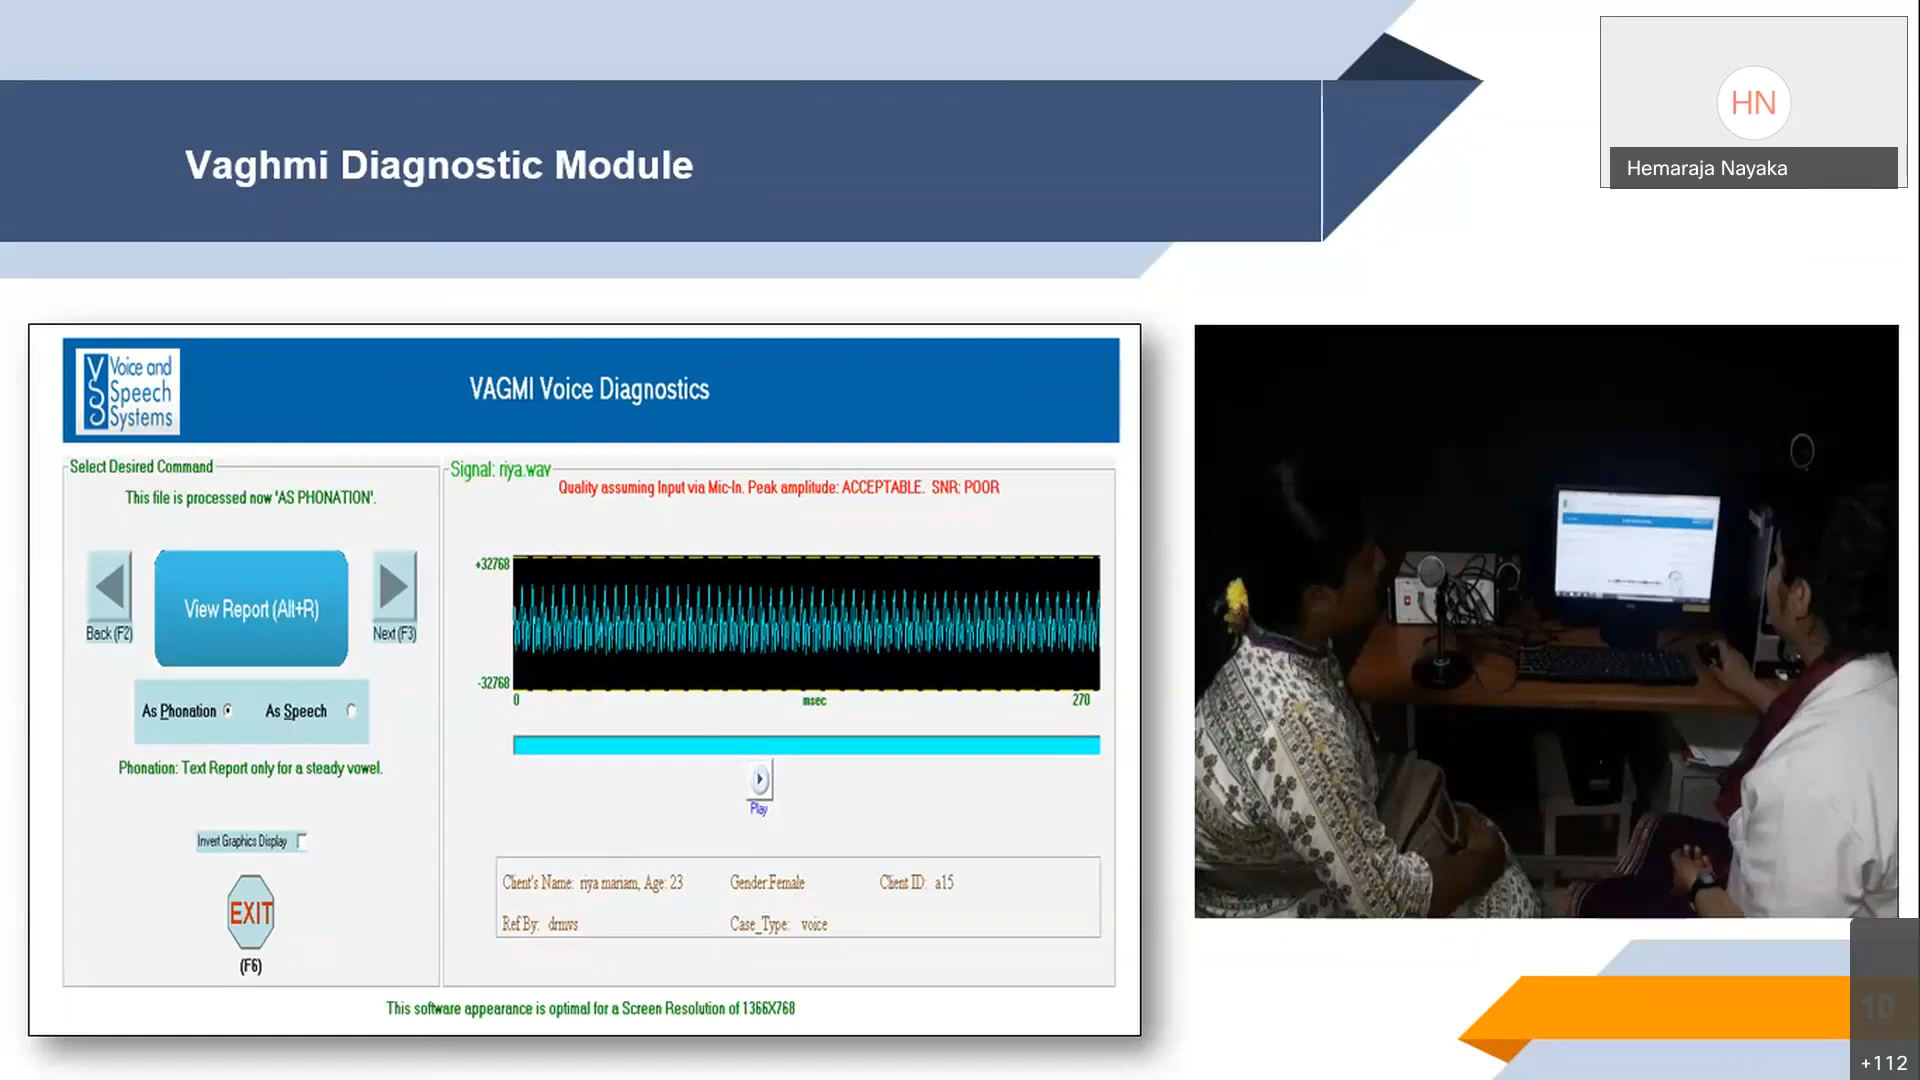 Vaghmi Diagnostic Module
HN
Hemaraja Nayaka
VSS
Voice and
Speech
Systems
VAGMI Voice Diagnostics
Select Desired Command
This file is processed now 'AS PHONATION'.
Back (F2)
View Report (Alt+R)
Next (F3)
As Phonation
As Speech
Phonation: Text Report only for a steady vowel.
Invert Graphics Display
EXIT
(F6)
Signal: riya.wav
Quality assuming Input via Mic-In. Peak amplitude: ACCEPTABLE. SNR: POOR
+32768
-32768
0 msec 270
Play
Client's Name: riya mariam, Age: 23 Gender:Female Client ID: a15
Ref By: drmvs Case_Type: voice
This software appearance is optimal for a Screen Resolution of 1366X768
10
+112